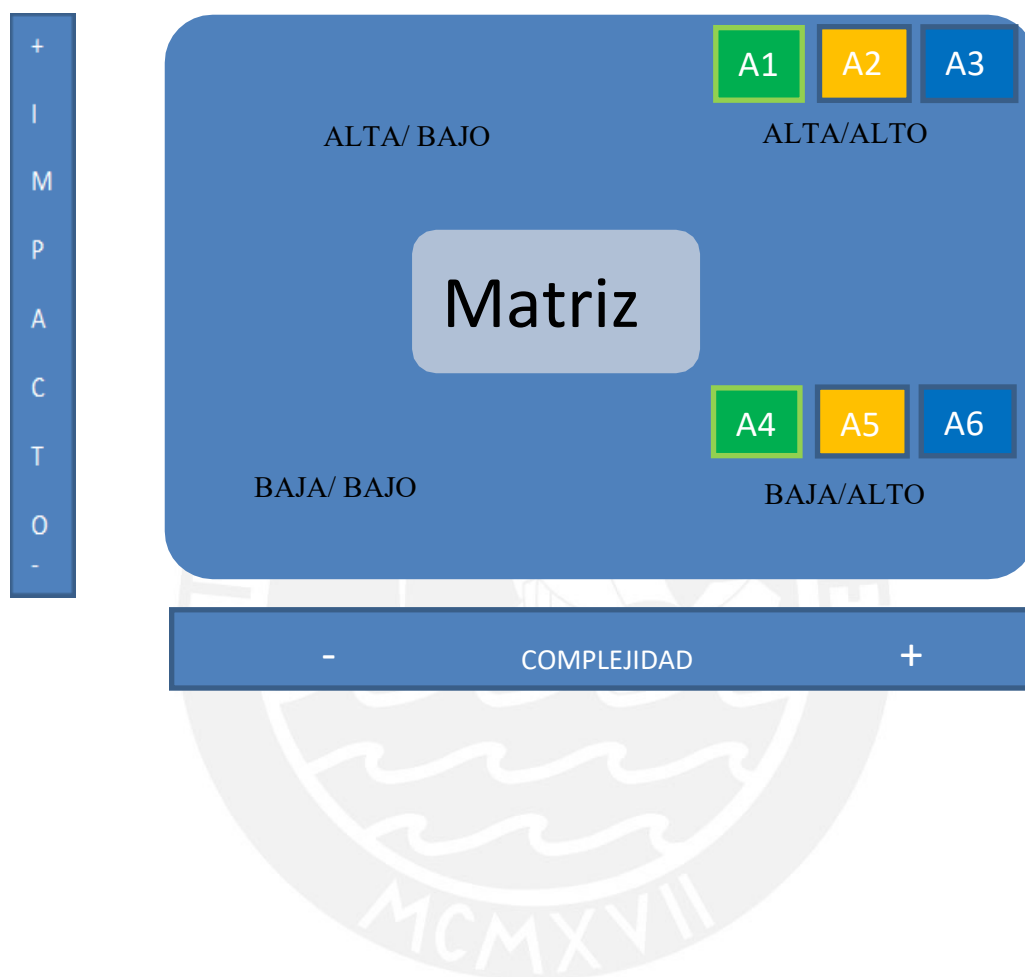 +
I
M
P
A
C
T
O
-
A1 A2 A3
ALTA/ BAJO
ALTA/ALTO
Matriz
A4 A5 A6
BAJA/ BAJO
BAJA/ALTO
- COMPLEJIDAD +
MCMXVII